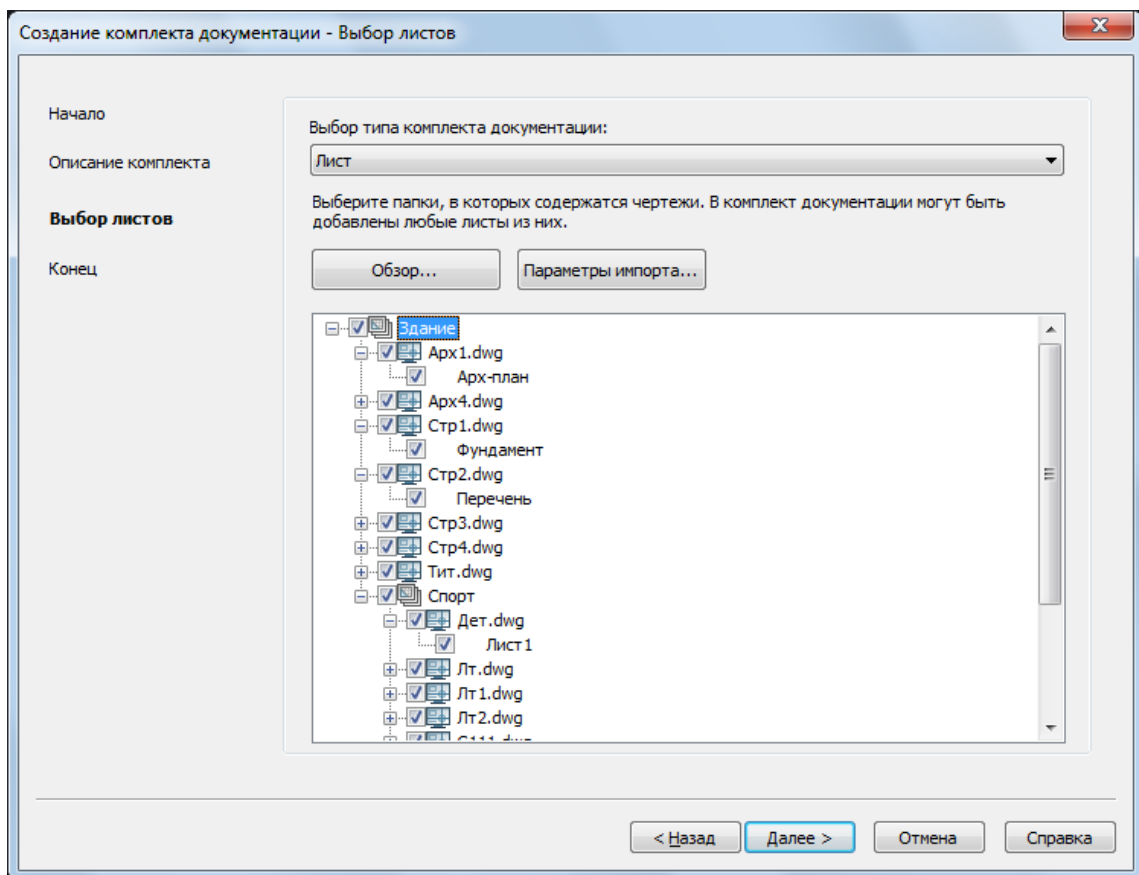 Создание комплекта документации - Выбор листов
Начало
Описание комплекта
Выбор листов
Конец
Выбор типа комплекта документации:
Лист
Выберите папки, в которых содержатся чертежи. В комплект документации могут быть
добавлены любые листы из них.
Обзор... Параметры импорта...
Здание
Арх1.dwg
Арх-план
Арх4.dwg
Стр1.dwg
Фундамент
Стр2.dwg
Перечень
Стр3.dwg
Стр4.dwg
Тит.dwg
Спорт
Дет.dwg
Лист1
Лт.dwg
Лт1.dwg
Лт2.dwg
< Назад Далее > Отмена Справка